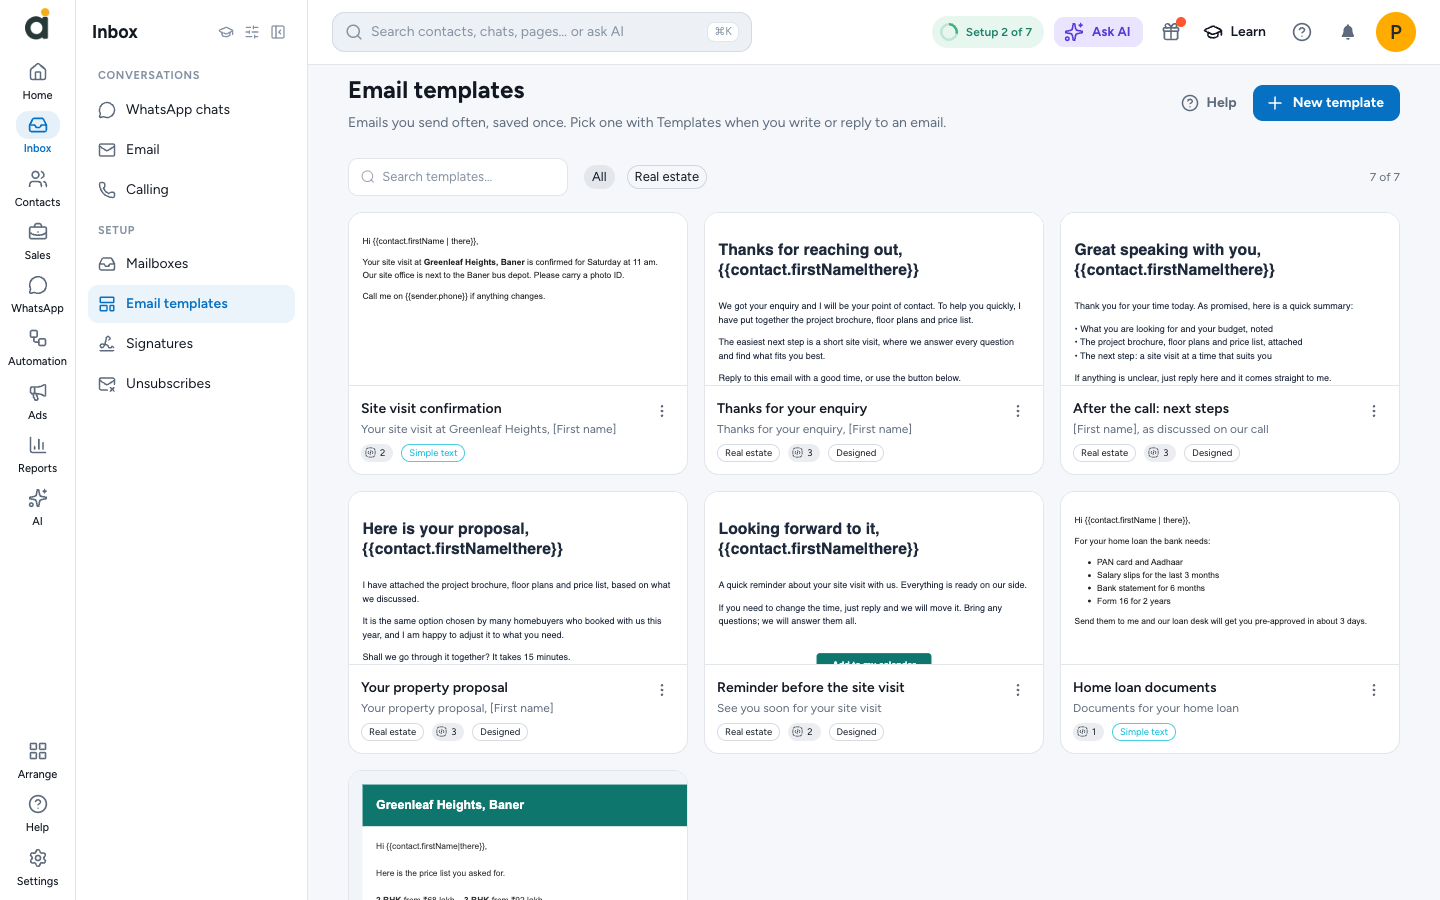 Home
Inbox
Contacts
Sales
WhatsApp
Automation
Ads
Reports
AI
Arrange
Help
Settings
Inbox
CONVERSATIONS
WhatsApp chats
Email
Calling
SETUP
Mailboxes
Email templates
Signatures
Unsubscribes
Search contacts, chats, pages... or ask AI
⌘K
Setup 2 of 7
Ask AI
Learn
P
Email templates
Emails you send often, saved once. Pick one with Templates when you write or reply to an email.
Help
New template
Search templates...
All
Real estate
7 of 7
Hi {{contact.firstName | there}},
Your site visit at Greenleaf Heights, Baner is confirmed for Saturday at 11 am.
Our site office is next to the Baner bus depot. Please carry a photo ID.
Call me on {{sender.phone}} if anything changes.
Site visit confirmation
Your site visit at Greenleaf Heights, [First name]
2
Simple text
Thanks for reaching out,
{{contact.firstName|there}}
We got your enquiry and I will be your point of contact. To help you quickly, I
have put together the project brochure, floor plans and price list.
The easiest next step is a short site visit, where we answer every question
and find what fits you best.
Reply to this email with a good time, or use the button below.
Thanks for your enquiry
Thanks for your enquiry, [First name]
Real estate
3
Designed
Great speaking with you,
{{contact.firstName|there}}
Thank you for your time today. As promised, here is a quick summary:
• What you are looking for and your budget, noted
• The project brochure, floor plans and price list, attached
• The next step: a site visit at a time that suits you
If anything is unclear, just reply here and it comes straight to me.
After the call: next steps
[First name], as discussed on our call
Real estate
3
Designed
Here is your proposal,
{{contact.firstName|there}}
I have attached the project brochure, floor plans and price list, based on what
we discussed.
It is the same option chosen by many homebuyers who booked with us this
year, and I am happy to adjust it to what you need.
Shall we go through it together? It takes 15 minutes.
Your property proposal
Your property proposal, [First name]
Real estate
3
Designed
Looking forward to it,
{{contact.firstName|there}}
A quick reminder about your site visit with us. Everything is ready on our side.
If you need to change the time, just reply and we will move it. Bring any
questions; we will answer them all.
Add to my calendar
Reminder before the site visit
See you soon for your site visit
Real estate
2
Designed
Hi {{contact.firstName | there}},
For your home loan the bank needs:
• PAN card and Aadhaar
• Salary slips for the last 3 months
• Bank statement for 6 months
• Form 16 for 2 years
Send them to me and our loan desk will get you pre-approved in about 3 days.
Home loan documents
Documents for your home loan
1
Simple text
Greenleaf Heights, Baner
Hi {{contact.firstName|there}},
Here is the price list you asked for.
2 BHK from ₹68 lakh 3 BHK from ₹92 lakh